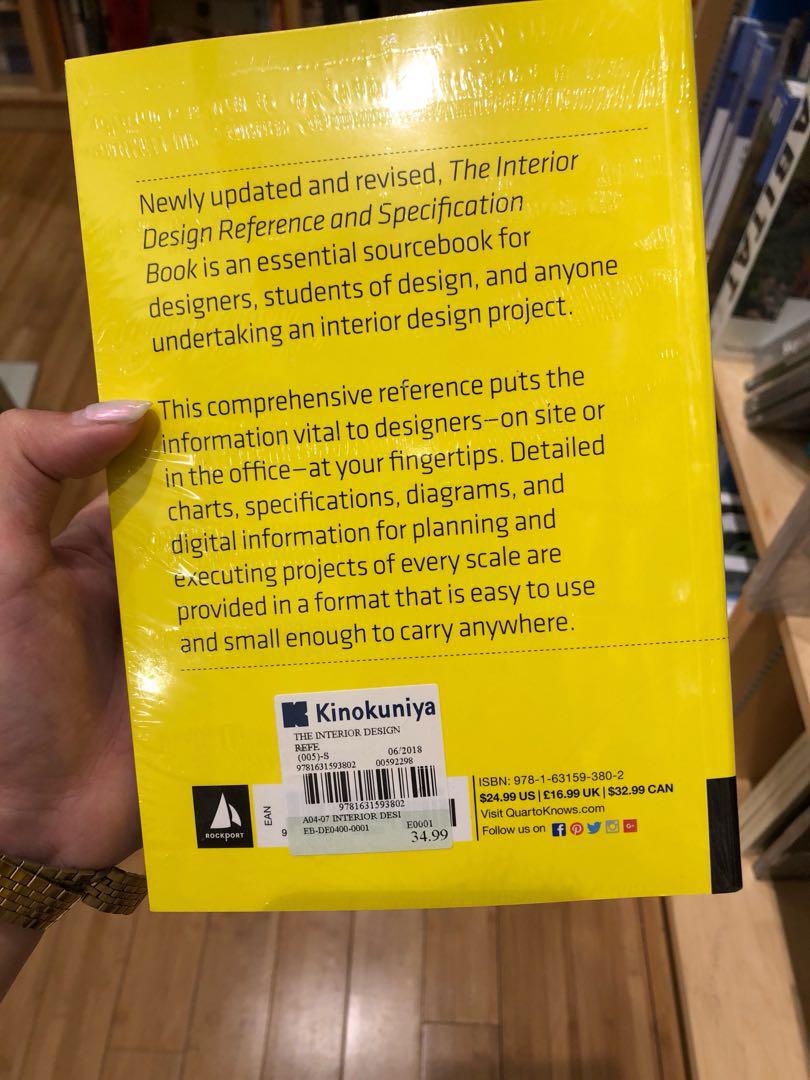 Newly updated and revised, The Interior
Design Reference and Specification
Book is an essential sourcebook for
designers, students of design, and anyone
undertaking an interior design project.
This comprehensive reference puts the
information vital to designers—on site or
in the office—at your fingertips. Detailed
charts, specifications, diagrams, and
digital information for planning and
executing projects of every scale are
provided in a format that is easy to use
and small enough to carry anywhere.
Kinokuniya
THE INTERIOR DESIGN
REFE.
(005)-S 06/2018
9781631593802 00592298
9781631593802
A04-07 INTERIOR DESI
EB-DE0400-0001 E0001
34.99
ROCKPORT
EAN
9
ISBN: 978-1-63159-380-2
$24.99 US | £16.99 UK | $32.99 CAN
Visit QuartoKnows.com
Follow us on
ABITAT